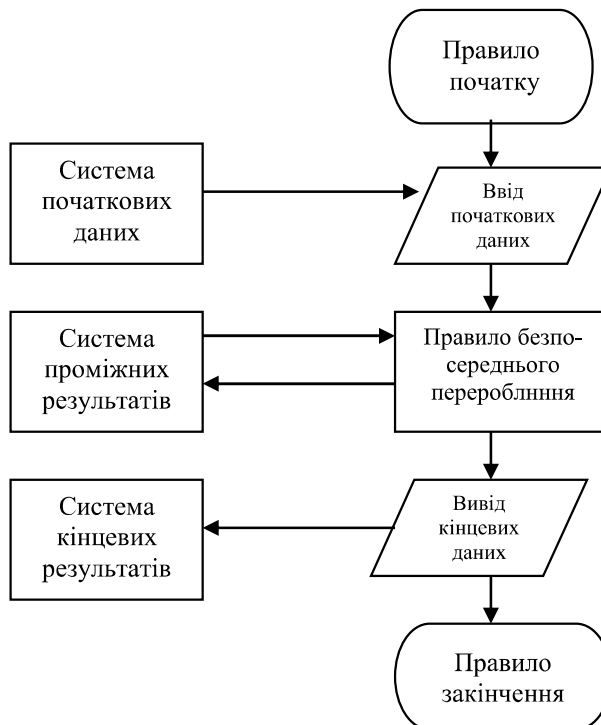 Правило
початку
Система
початкових
даних
Ввід
початкових
даних
Система
проміжних
результатів
Правило безпо-
середнього
перероблнння
Система
кінцевих
результатів
Вивід
кінцевих
даних
Правило
закінчення